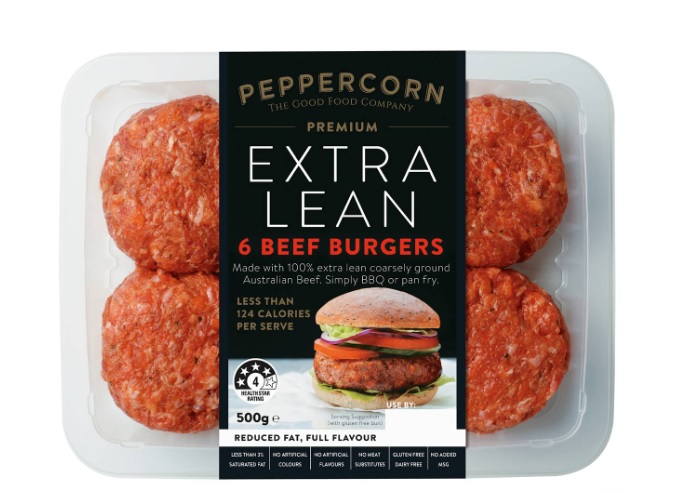 PEPPERCORN
THE GOOD FOOD COMPANY
PREMIUM
EXTRA
LEAN
6 BEEF BURGERS
Made with 100% extra lean coarsely ground
Australian Beef. Simply BBQ or pan fry.
LESS THAN
124 CALORIES
PER SERVE
4
HEALTH STAR
RATING
500g e
USE BY:
Serving Suggestion
(with gluten free bun)
REDUCED FAT, FULL FLAVOUR
LESS THAN 3% SATURATED FAT
NO ARTIFICIAL COLOURS
NO ARTIFICIAL FLAVOURS
NO MEAT SUBSTITUTES
GLUTEN FREE DAIRY FREE
NO ADDED MSG